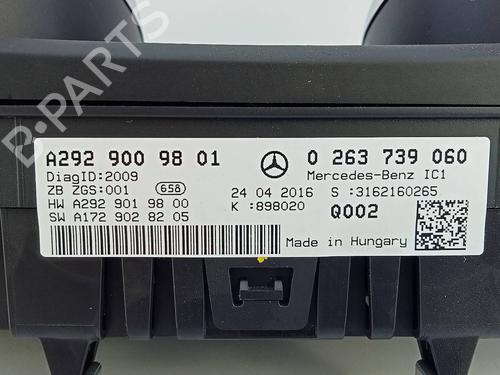 A292 900 98 01
DiagID:2009
ZB ZGS:001 658
HW A292 901 98 00
SW A172 902 82 05
0 263 739 060
Mercedes-Benz IC1
24 04 2016 S :3162160265
K :898020 Q002
Made in Hungary
B-PARTS